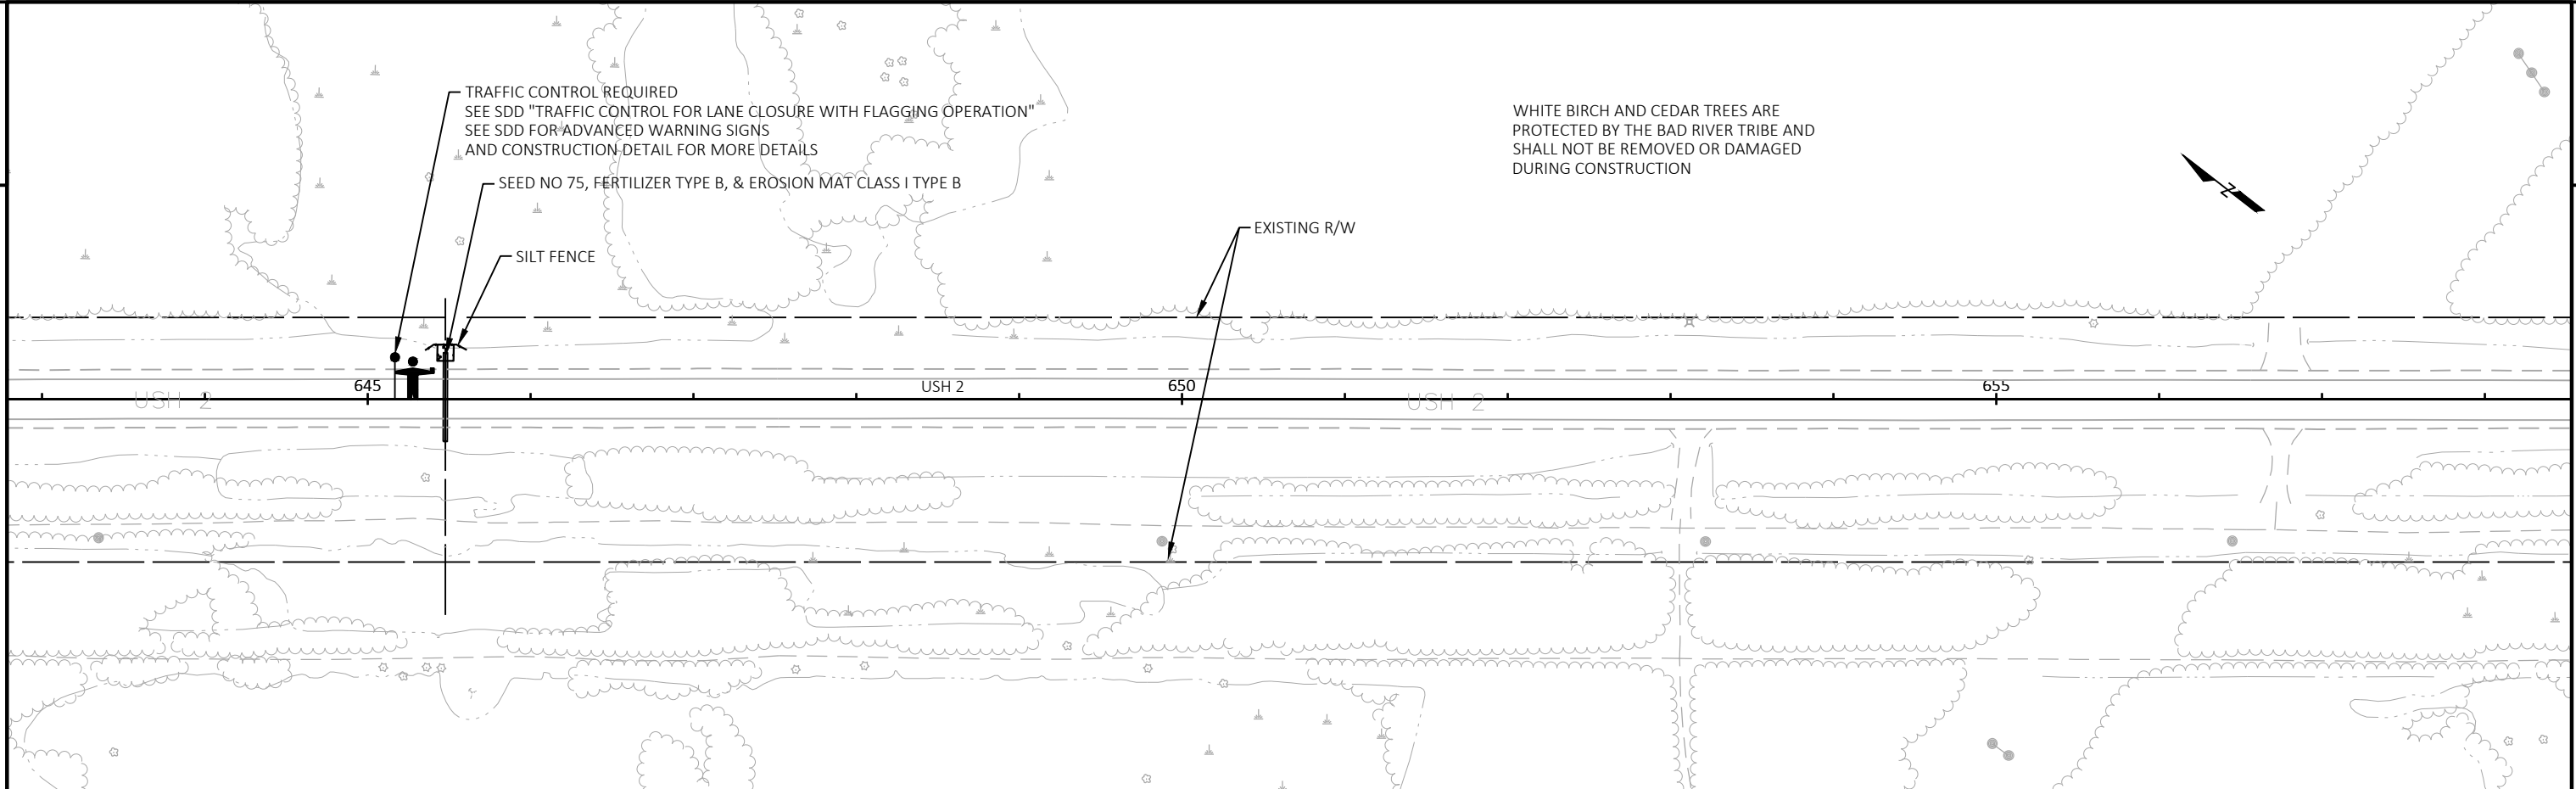 TRAFFIC CONTROL REQUIRED
SEE SDD "TRAFFIC CONTROL FOR LANE CLOSURE WITH FLAGGING OPERATION"
SEE SDD FOR ADVANCED WARNING SIGNS
AND CONSTRUCTION DETAIL FOR MORE DETAILS
SEED NO 75, FERTILIZER TYPE B, & EROSION MAT CLASS I TYPE B
SILT FENCE
EXISTING R/W
WHITE BIRCH AND CEDAR TREES ARE
PROTECTED BY THE BAD RIVER TRIBE AND
SHALL NOT BE REMOVED OR DAMAGED
DURING CONSTRUCTION
N
645
USH 2
650
655
USH 2
USH 2